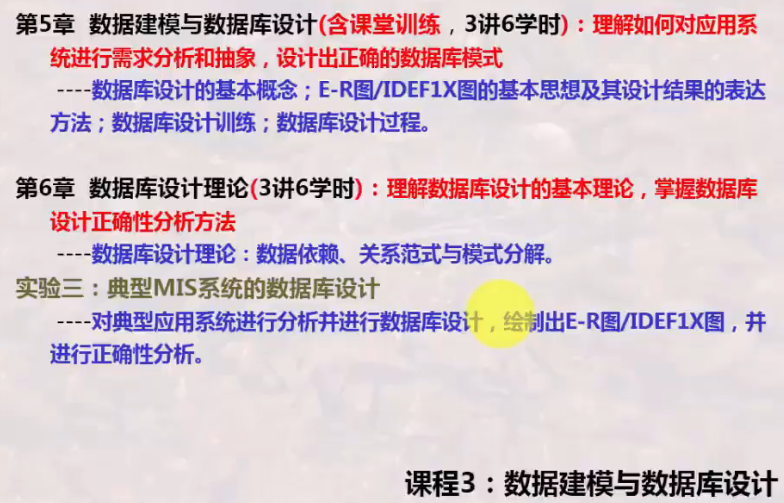 第5章 数据建模与数据库设计(含课堂训练，3讲6学时)：理解如何对应用系
统进行需求分析和抽象，设计出正确的数据库模式
----数据库设计的基本概念；E-R图/IDEF1X图的基本思想及其设计结果的表达
方法；数据库设计训练；数据库设计过程。
第6章 数据库设计理论(3讲6学时)：理解数据库设计的基本理论，掌握数据库
设计正确性分析方法
----数据库设计理论：数据依赖、关系范式与模式分解。
实验三：典型MIS系统的数据库设计
----对典型应用系统进行分析并进行数据库设计，绘制出E-R图/IDEF1X图，并
进行正确性分析。
课程3：数据建模与数据库设计